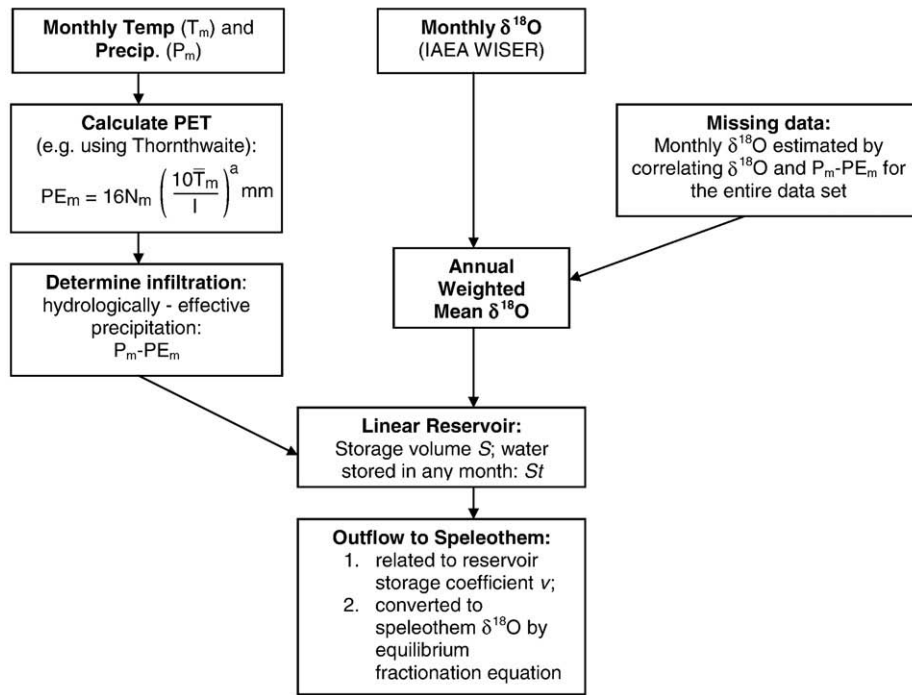 Monthly Temp (Tₘ) and
Precip. (Pₘ)
Calculate PET
(e.g. using Thornthwaite):
PEₘ = 16Nₘ (10T̅ₘ / I)ᵃ mm
Determine infiltration:
hydrologically - effective
precipitation:
Pₘ-PEₘ
Monthly δ¹⁸O
(IAEA WISER)
Missing data:
Monthly δ¹⁸O estimated by
correlating δ¹⁸O and Pₘ-PEₘ for
the entire data set
Annual
Weighted
Mean δ¹⁸O
Linear Reservoir:
Storage volume S; water
stored in any month: St
Outflow to Speleothem:
1. related to reservoir
storage coefficient v;
2. converted to
speleothem δ¹⁸O by
equilibrium
fractionation equation